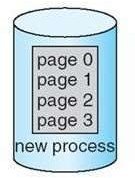 page 0
page 1
page 2
page 3
new process